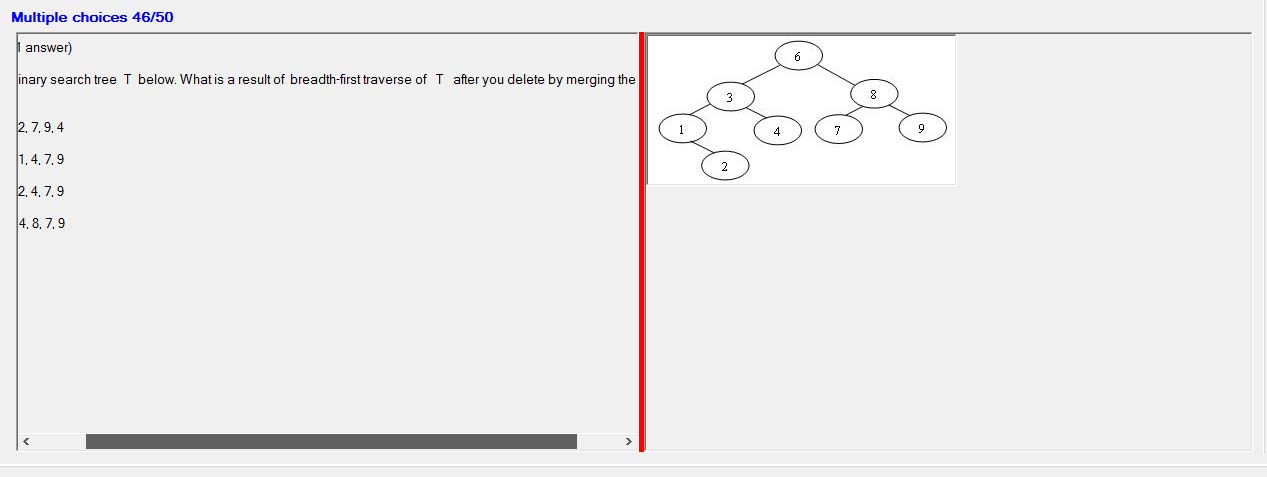 Multiple choices 46/50
1 answer)
inary search tree T below. What is a result of breadth-first traverse of T after you delete by merging the
2, 7, 9, 4
1, 4, 7, 9
2, 4, 7, 9
4, 8, 7, 9
6
3
8
1
4
7
9
2